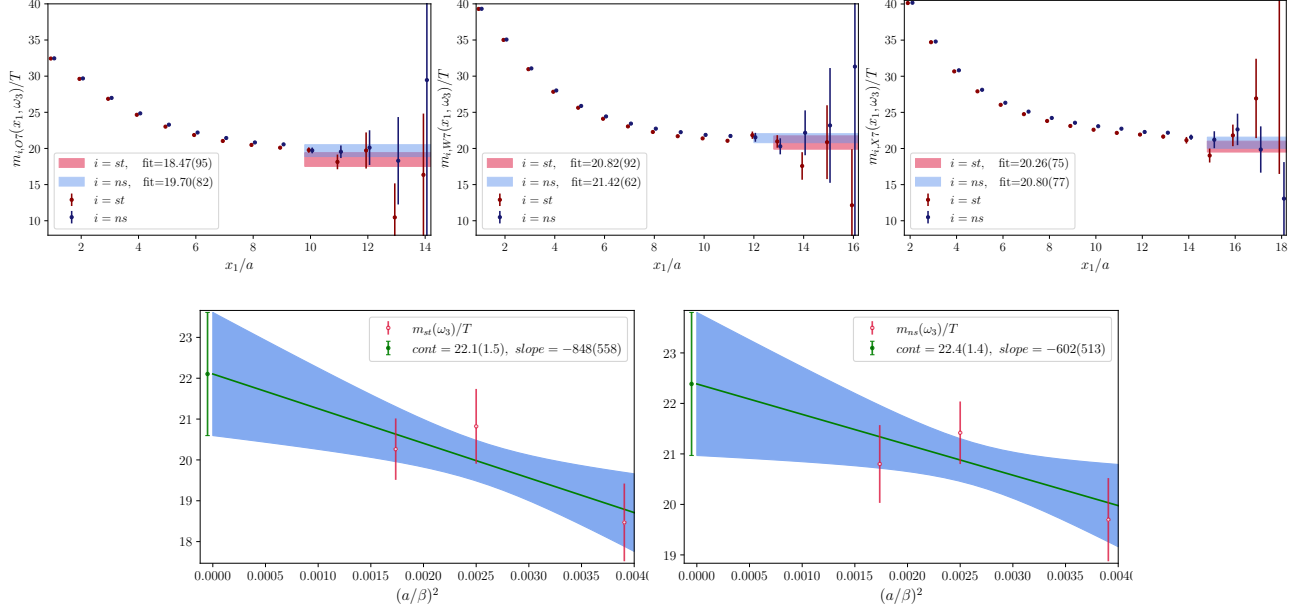 40
35
30
25
20
15
10
m_{i,O7}(x_1, ω_3)/T
i = st, fit=18.47(95)
i = ns, fit=19.70(82)
i = st
i = ns
2 4 6 8 10 12 14
x_1/a
40
35
30
25
20
15
10
m_{i,W7}(x_1, ω_3)/T
i = st, fit=20.82(92)
i = ns, fit=21.42(62)
i = st
i = ns
2 4 6 8 10 12 14 16
x_1/a
40
35
30
25
20
15
10
m_{i,X7}(x_1, ω_3)/T
i = st, fit=20.26(75)
i = ns, fit=20.80(77)
i = st
i = ns
2 4 6 8 10 12 14 16 18
x_1/a
23
22
21
20
19
18
m_{st}(ω_3)/T
cont = 22.1(1.5), slope = −848(558)
0.0000 0.0005 0.0010 0.0015 0.0020 0.0025 0.0030 0.0035 0.0040
(a/β)^2
23
22
21
20
19
m_{ns}(ω_3)/T
cont = 22.4(1.4), slope = −602(513)
0.0000 0.0005 0.0010 0.0015 0.0020 0.0025 0.0030 0.0035 0.0040
(a/β)^2